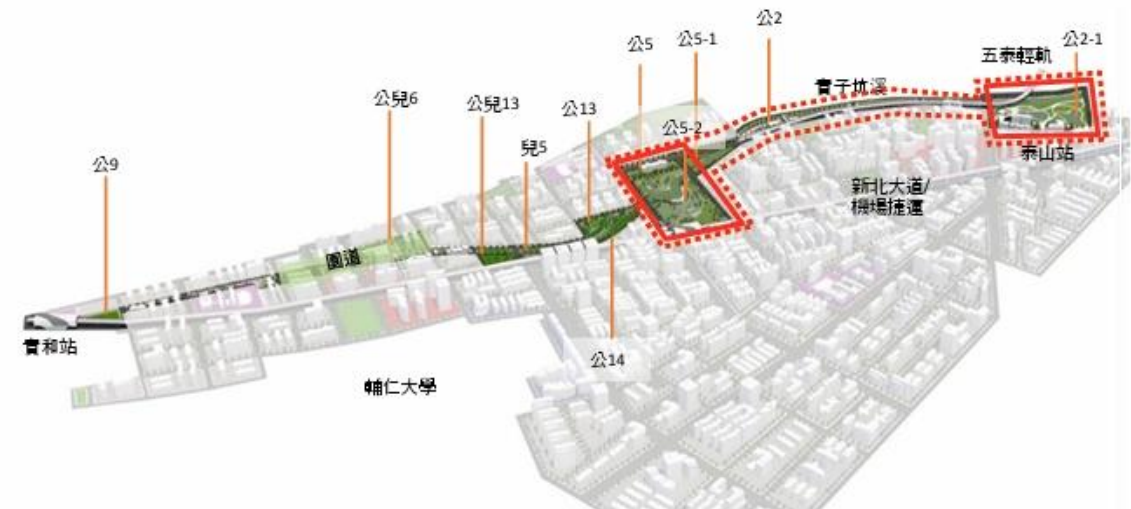 公2
公5
公5-1
公2-1
五泰輕軌
公兒6
公兒13
公13
貴子坑溪
公5-2
兒5
泰山站
公9
新北大道/
機場捷運
園道
貴和站
公14
輔仁大學